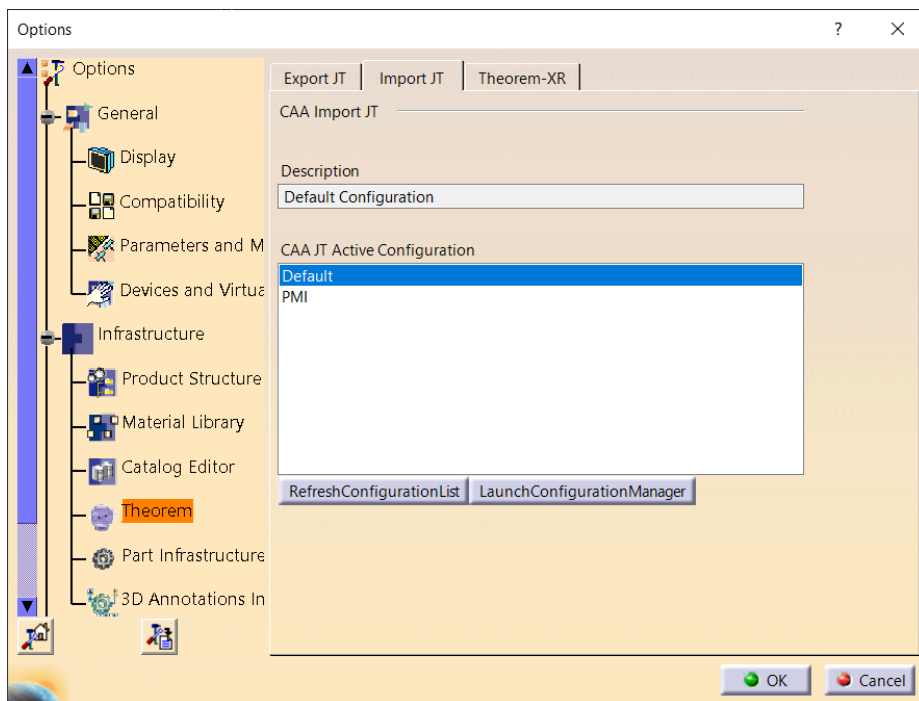 Options
?
Options
General
Display
Compatibility
Parameters and M
Devices and Virtua
Infrastructure
Product Structure
Material Library
Catalog Editor
Theorem
Part Infrastructure
3D Annotations In
Export JT
Import JT
Theorem-XR
CAA Import JT
Description
Default Configuration
CAA JT Active Configuration
Default
PMI
RefreshConfigurationList
LaunchConfigurationManager
OK
Cancel